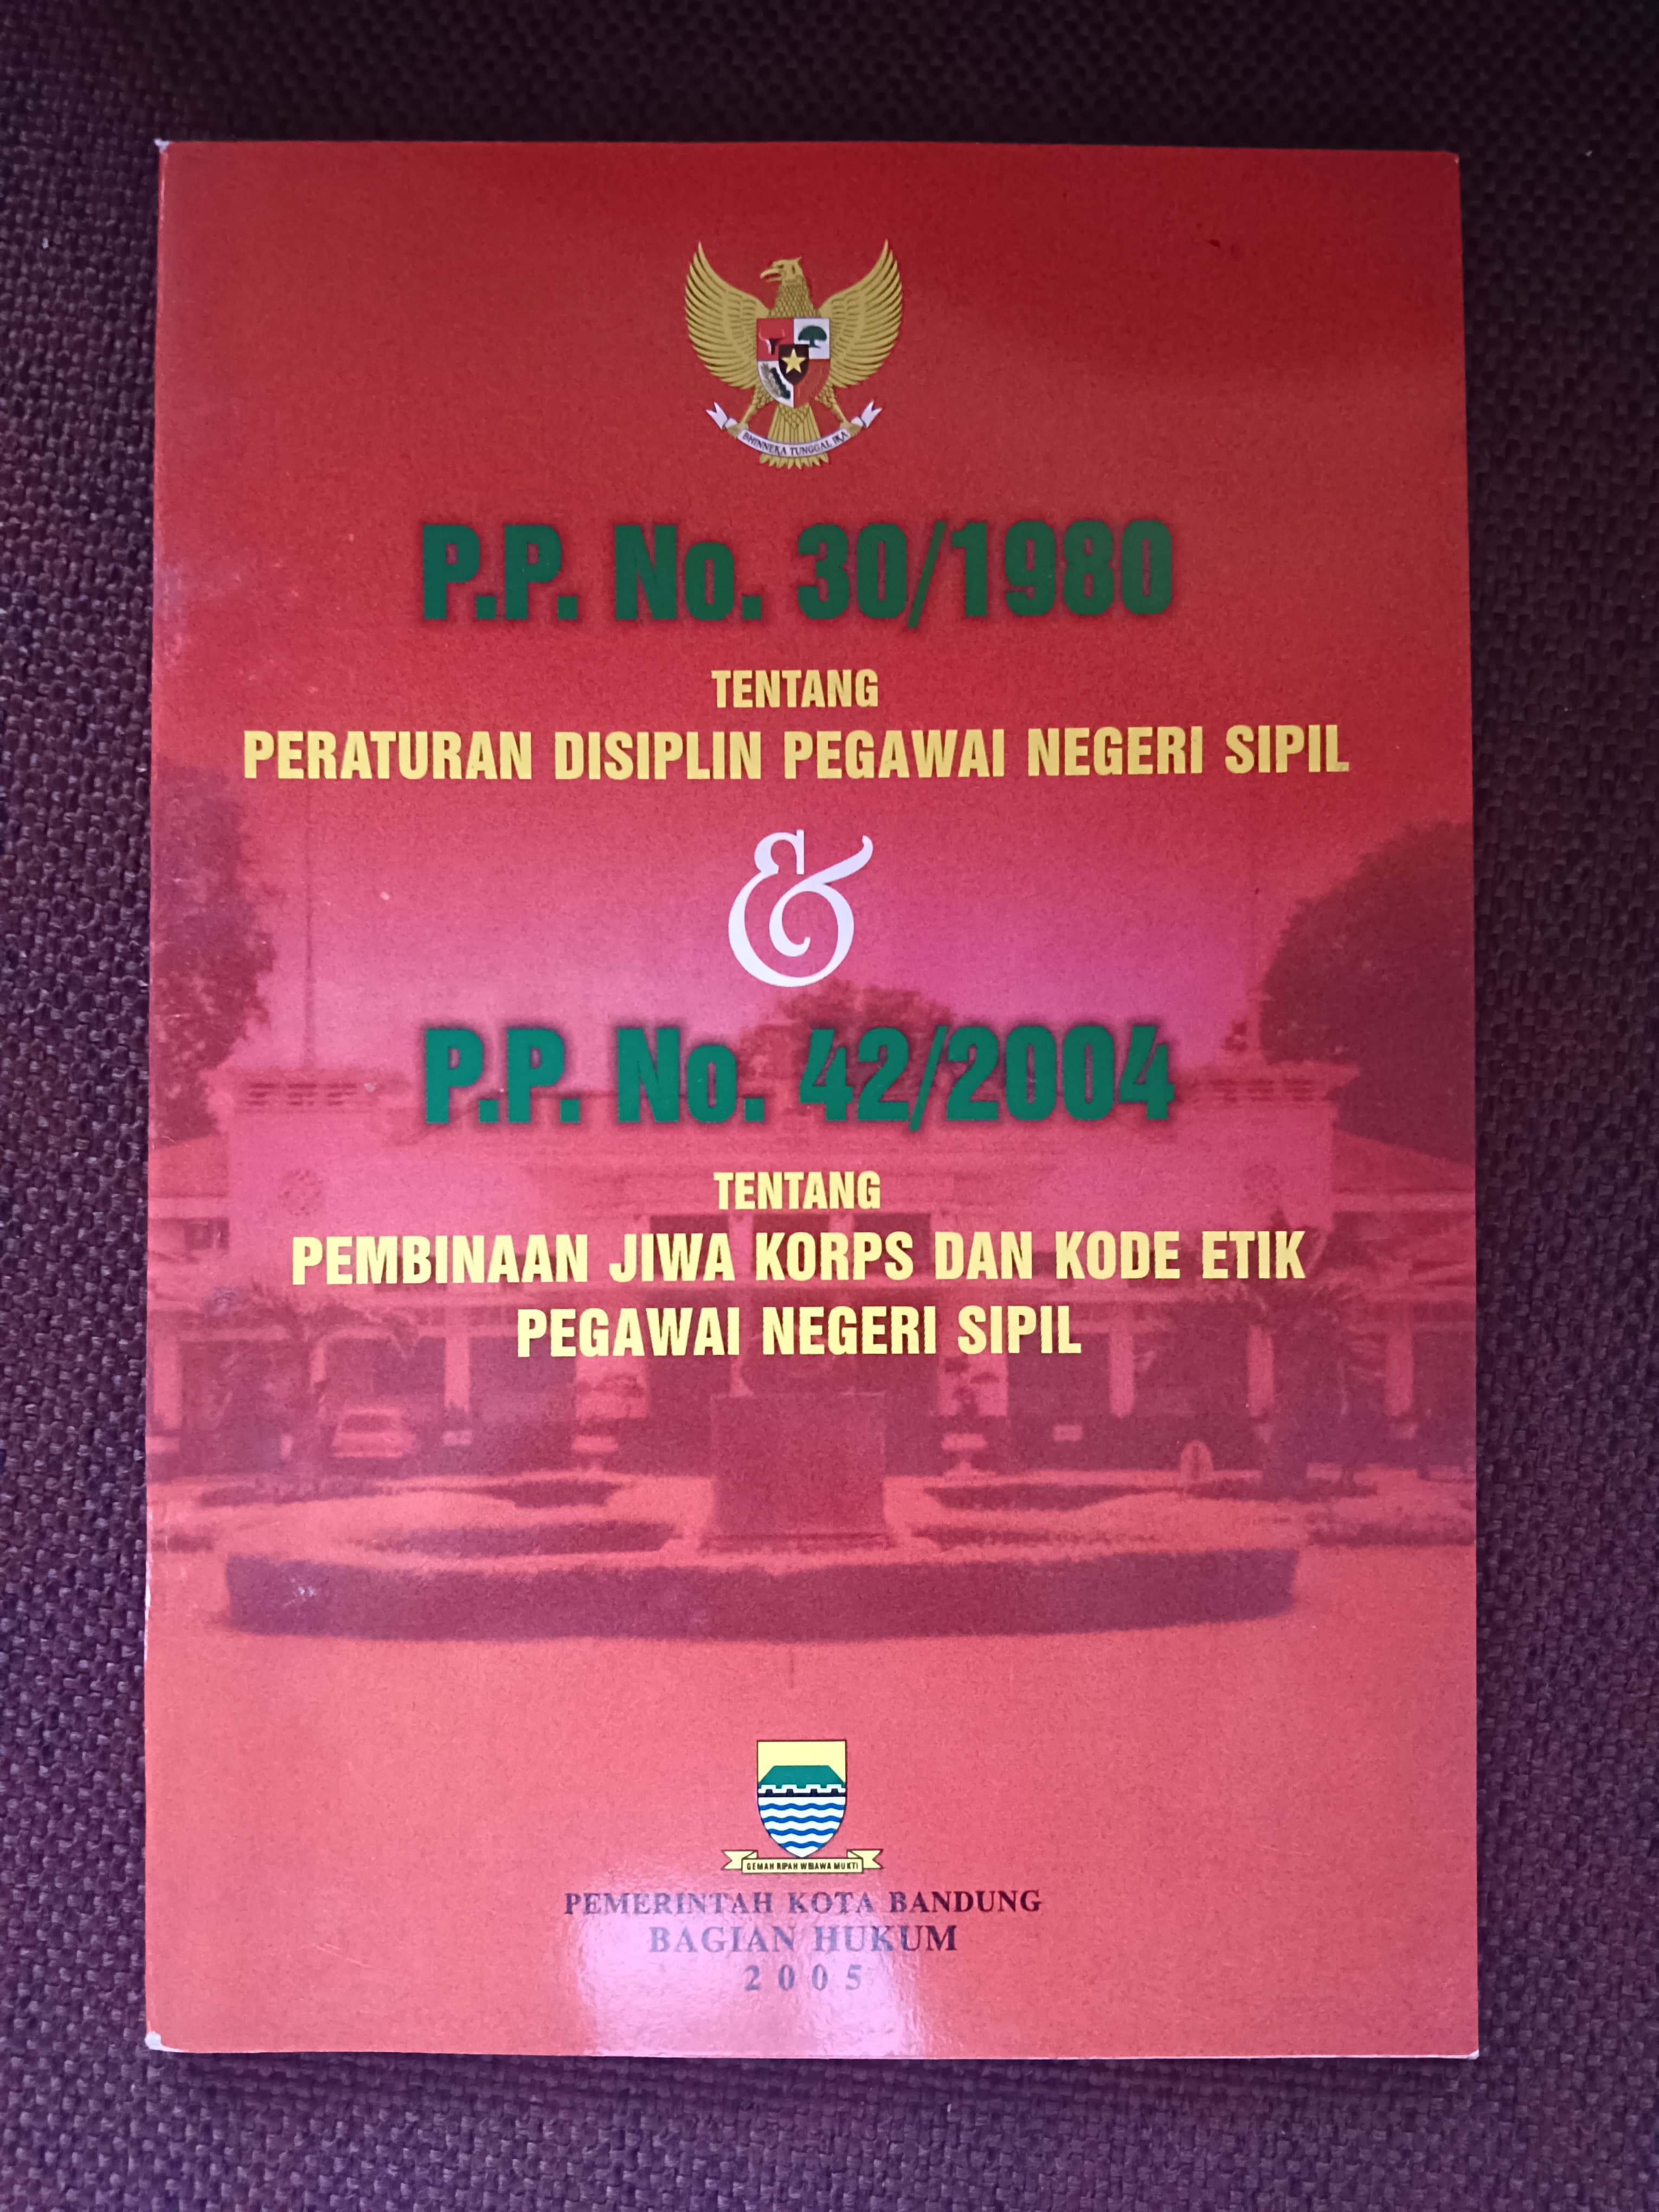 BHINNEKA TUNGGAL IKA
P.P. No. 30/1980
TENTANG
PERATURAN DISIPLIN PEGAWAI NEGERI SIPIL
&
P.P. No. 42/2004
TENTANG
PEMBINAAN JIWA KORPS DAN KODE ETIK
PEGAWAI NEGERI SIPIL
GEMAH RIPAH WIBAWA MUKTI
PEMERINTAH KOTA BANDUNG
BAGIAN HUKUM
2005